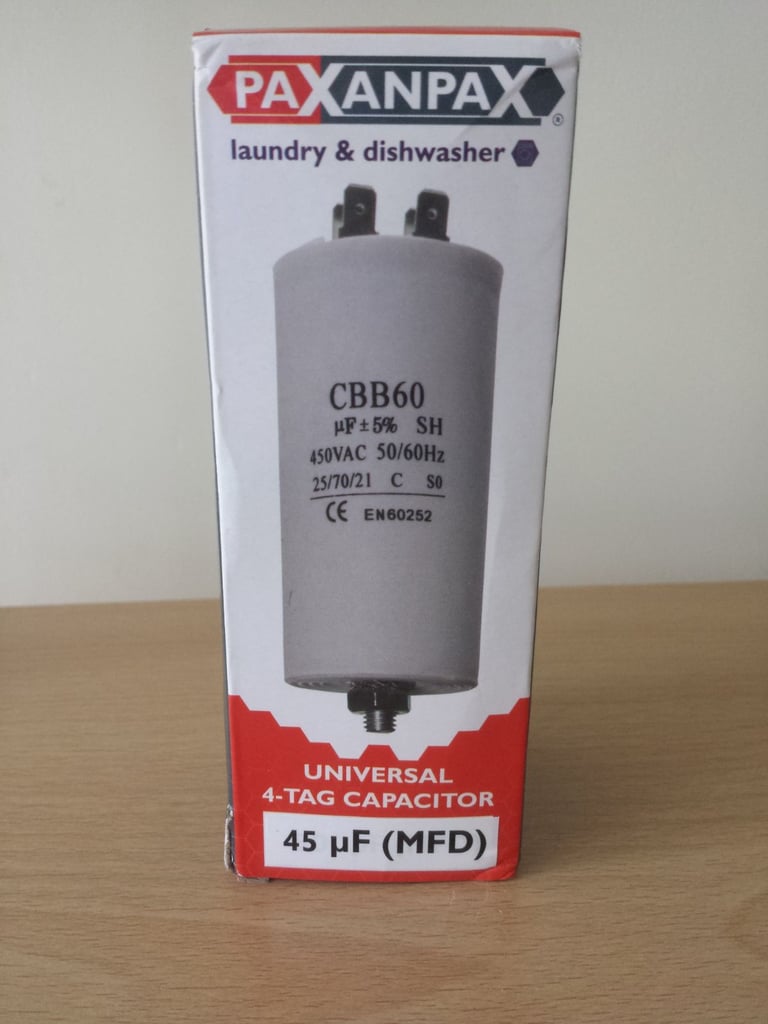 PAXANPAX
®
laundry & dishwasher
CBB60
µF±5% SH
450VAC 50/60Hz
25/70/21 C S0
CE EN60252
UNIVERSAL
4-TAG CAPACITOR
45 µF (MFD)